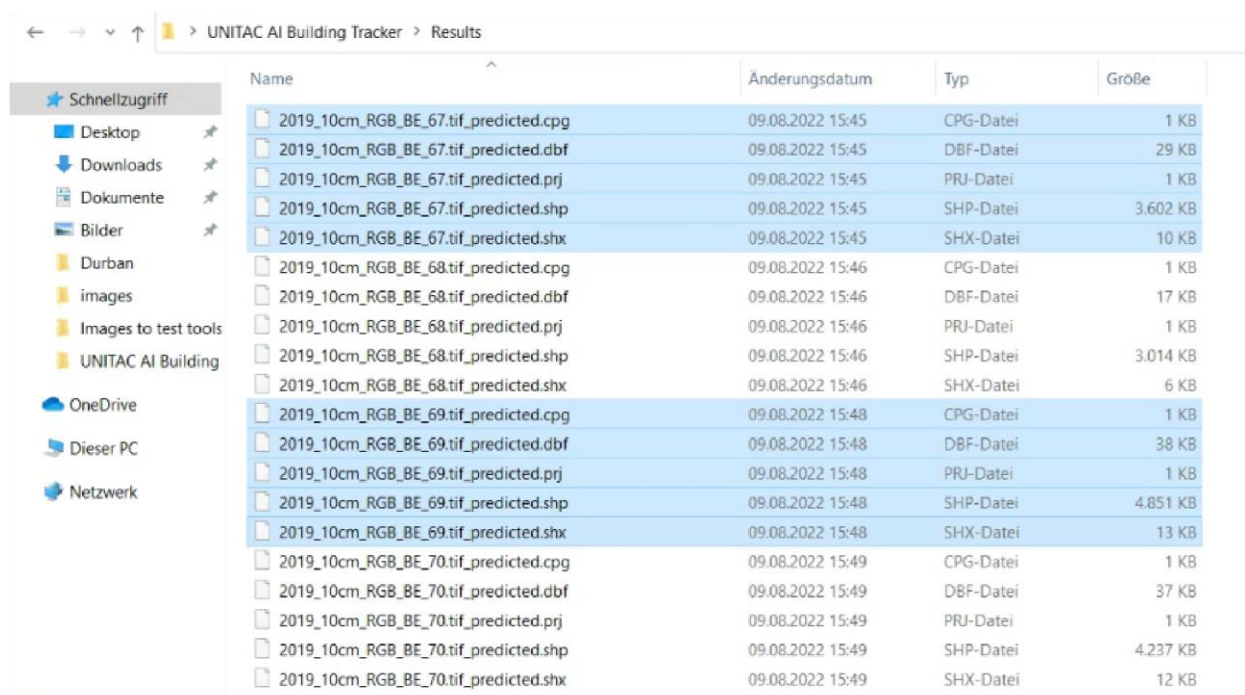 UNITAC AI Building Tracker > Results
Name Änderungsdatum Typ Größe
Schnellzugriff
Desktop
Downloads
Dokumente
Bilder
Durban
images
Images to test tools
UNITAC AI Building
OneDrive
Dieser PC
Netzwerk
2019_10cm_RGB_BE_67.tif_predicted.cpg 09.08.2022 15:45 CPG-Datei 1 KB
2019_10cm_RGB_BE_67.tif_predicted.dbf 09.08.2022 15:45 DBF-Datei 29 KB
2019_10cm_RGB_BE_67.tif_predicted.prj 09.08.2022 15:45 PRJ-Datei 1 KB
2019_10cm_RGB_BE_67.tif_predicted.shp 09.08.2022 15:45 SHP-Datei 3.602 KB
2019_10cm_RGB_BE_67.tif_predicted.shx 09.08.2022 15:45 SHX-Datei 10 KB
2019_10cm_RGB_BE_68.tif_predicted.cpg 09.08.2022 15:46 CPG-Datei 1 KB
2019_10cm_RGB_BE_68.tif_predicted.dbf 09.08.2022 15:46 DBF-Datei 17 KB
2019_10cm_RGB_BE_68.tif_predicted.prj 09.08.2022 15:46 PRJ-Datei 1 KB
2019_10cm_RGB_BE_68.tif_predicted.shp 09.08.2022 15:46 SHP-Datei 3.014 KB
2019_10cm_RGB_BE_68.tif_predicted.shx 09.08.2022 15:46 SHX-Datei 6 KB
2019_10cm_RGB_BE_69.tif_predicted.cpg 09.08.2022 15:48 CPG-Datei 1 KB
2019_10cm_RGB_BE_69.tif_predicted.dbf 09.08.2022 15:48 DBF-Datei 38 KB
2019_10cm_RGB_BE_69.tif_predicted.prj 09.08.2022 15:48 PRJ-Datei 1 KB
2019_10cm_RGB_BE_69.tif_predicted.shp 09.08.2022 15:48 SHP-Datei 4.851 KB
2019_10cm_RGB_BE_69.tif_predicted.shx 09.08.2022 15:48 SHX-Datei 13 KB
2019_10cm_RGB_BE_70.tif_predicted.cpg 09.08.2022 15:49 CPG-Datei 1 KB
2019_10cm_RGB_BE_70.tif_predicted.dbf 09.08.2022 15:49 DBF-Datei 37 KB
2019_10cm_RGB_BE_70.tif_predicted.prj 09.08.2022 15:49 PRJ-Datei 1 KB
2019_10cm_RGB_BE_70.tif_predicted.shp 09.08.2022 15:49 SHP-Datei 4.237 KB
2019_10cm_RGB_BE_70.tif_predicted.shx 09.08.2022 15:49 SHX-Datei 12 KB